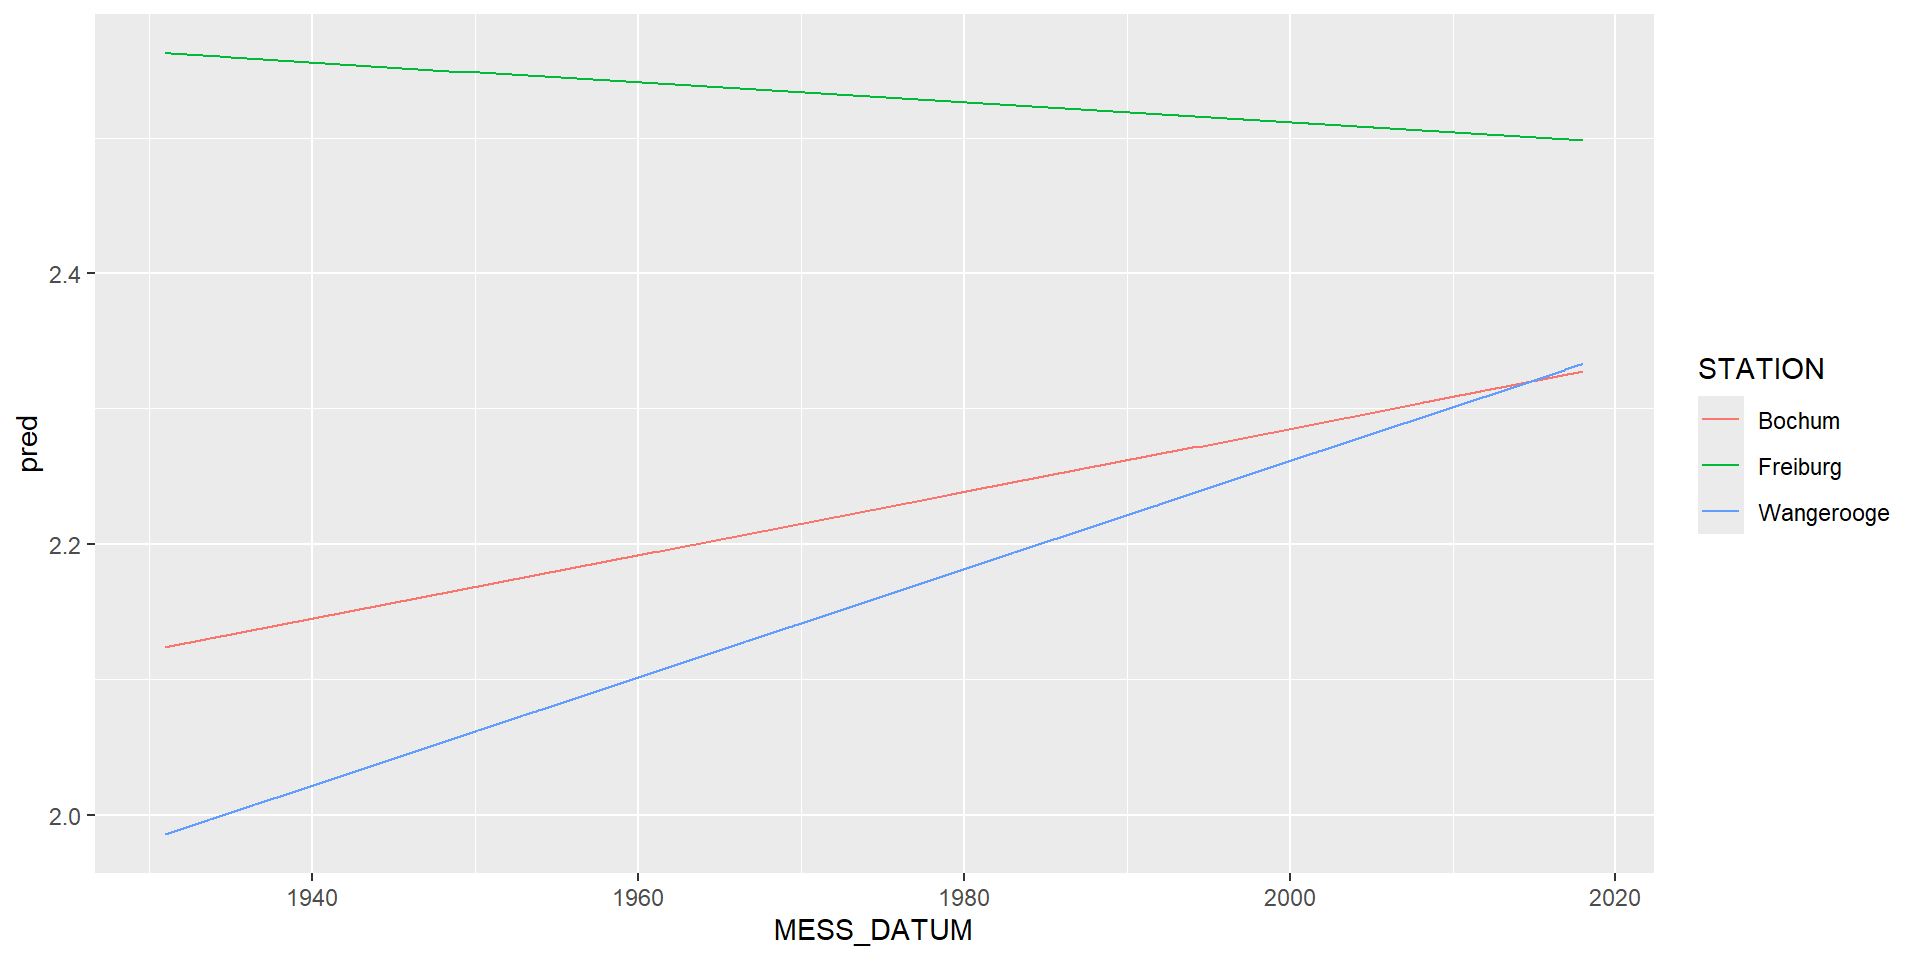 pred
2.4
2.2
2.0
1940 1960 1980 2000 2020
MESS_DATUM
STATION
Bochum
Freiburg
Wangerooge